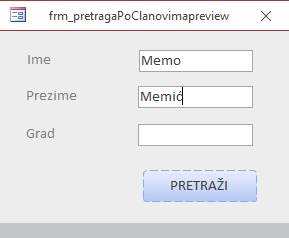 frm_pretragaPoClanovimapreview
Ime Memo
Prezime Memić
Grad
PRETRAŽI